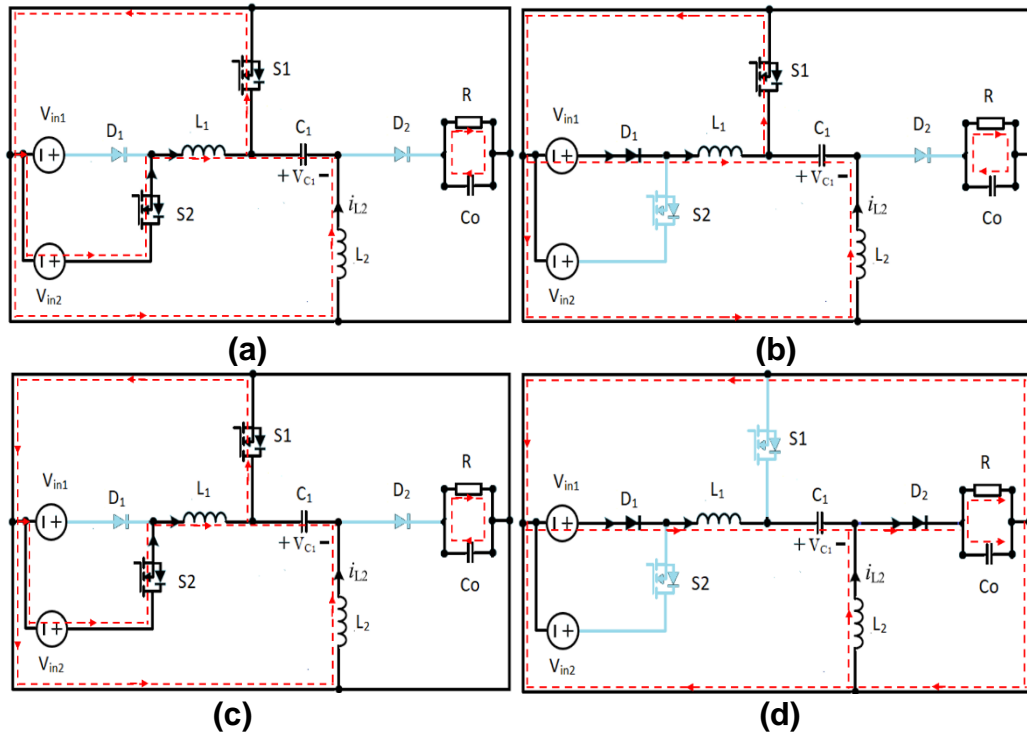 S1
R
Vin1
D1
L1
C1
D2
+ VC1 -
S2
iL2
Co
L2
Vin2
(a)
S1
R
Vin1
D1
L1
C1
D2
+ VC1 -
S2
iL2
Co
L2
Vin2
(b)
S1
R
Vin1
D1
L1
C1
D2
+ VC1 -
S2
iL2
Co
L2
Vin2
(c)
S1
R
Vin1
D1
L1
C1
D2
+ VC1 -
S2
iL2
Co
L2
Vin2
(d)